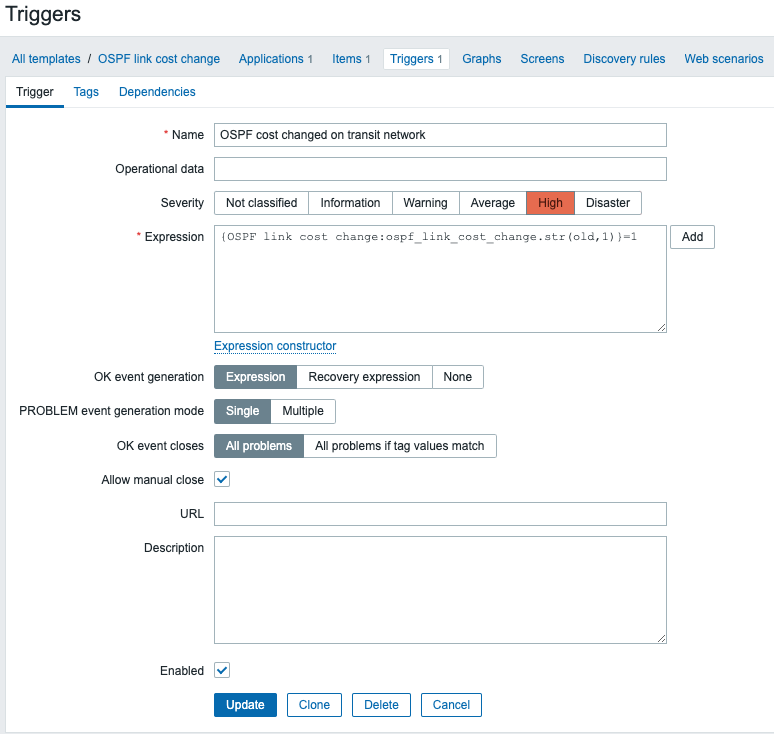 Triggers
All templates / OSPF link cost change Applications 1 Items 1 Triggers 1 Graphs Screens Discovery rules Web scenarios
Trigger Tags Dependencies
* Name OSPF cost changed on transit network
Operational data
Severity Not classified Information Warning Average High Disaster
* Expression {OSPF link cost change:ospf_link_cost_change.str(old,1)}=1 Add
Expression constructor
OK event generation Expression Recovery expression None
PROBLEM event generation mode Single Multiple
OK event closes All problems All problems if tag values match
Allow manual close
URL
Description
Enabled
Update Clone Delete Cancel